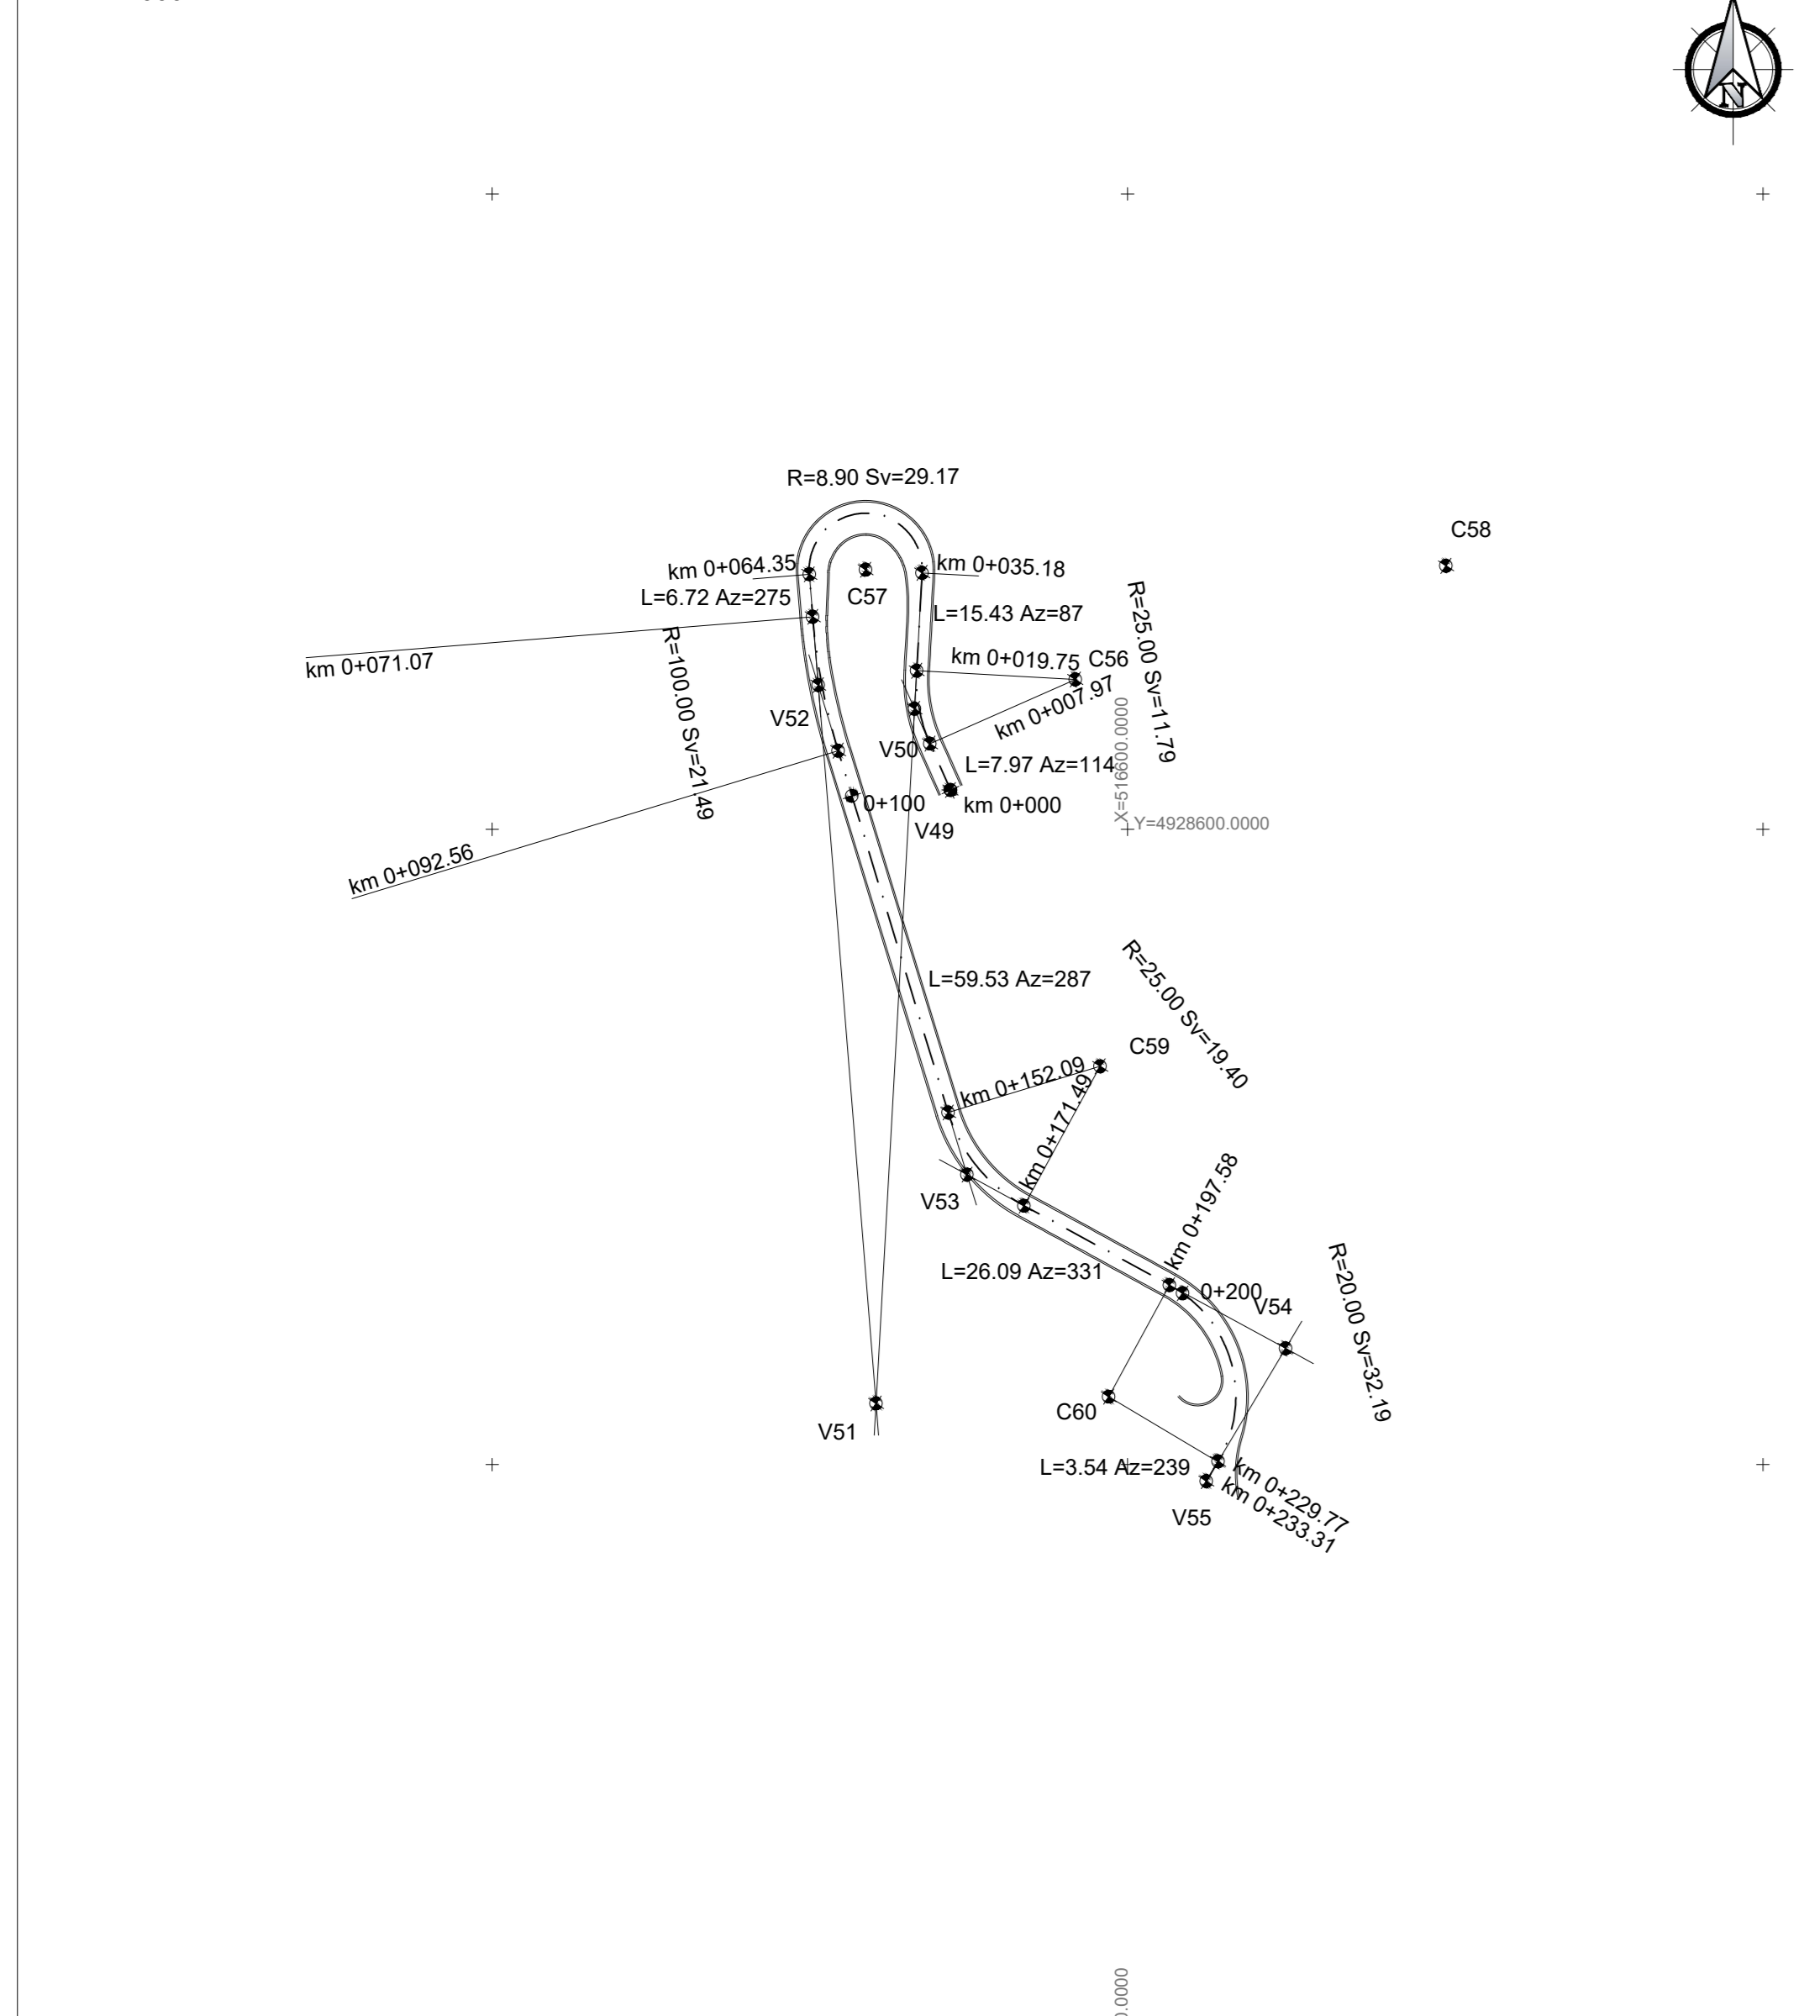 N
R=8.90 Sv=29.17
C58
km 0+064.35
km 0+035.18
L=6.72 Az=275
C57
L=15.43 Az=87
R=25.00 Sv=11.79
km 0+071.07
R=100.00 Sv=21.49
km 0+019.75
C56
km 0+007.97
V52
V50
L=7.97 Az=114
X=516600.0000
0+100
km 0+000
V49
Y=4928600.0000
km 0+092.56
L=59.53 Az=287
R=25.00 Sv=19.40
C59
km 0+152.09
km 0+171.49
V53
km 0+197.58
L=26.09 Az=331
0+200
V54
R=20.00 Sv=32.19
C60
V51
L=3.54 Az=239
km 0+229.77
km 0+233.31
V55
0.0000